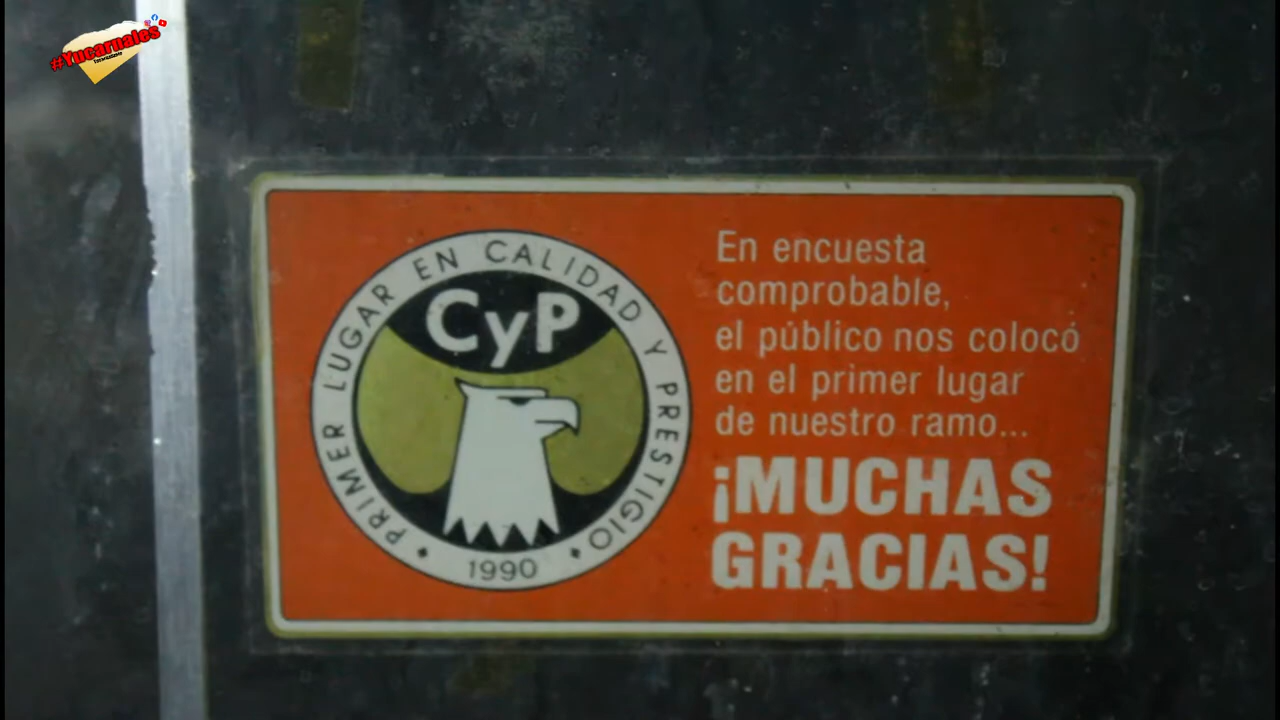 #Yucarnales
PRIMER LUGAR EN CALIDAD Y PRESTIGIO
CyP
1990
En encuesta
comprobable,
el público nos colocó
en el primer lugar
de nuestro ramo...
¡MUCHAS
GRACIAS!